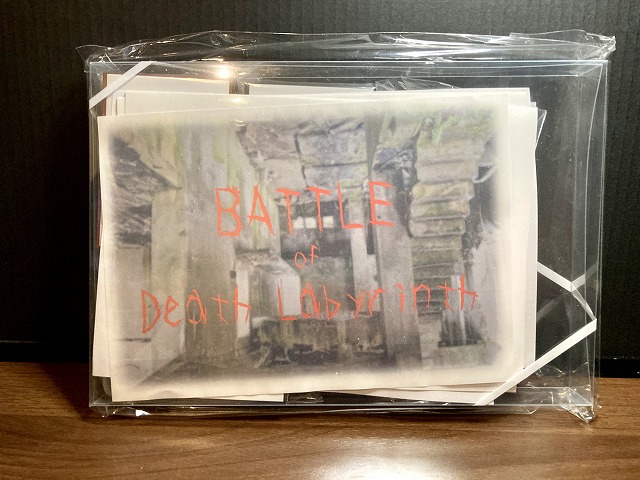 BATTLE
of
Death Labyrinth